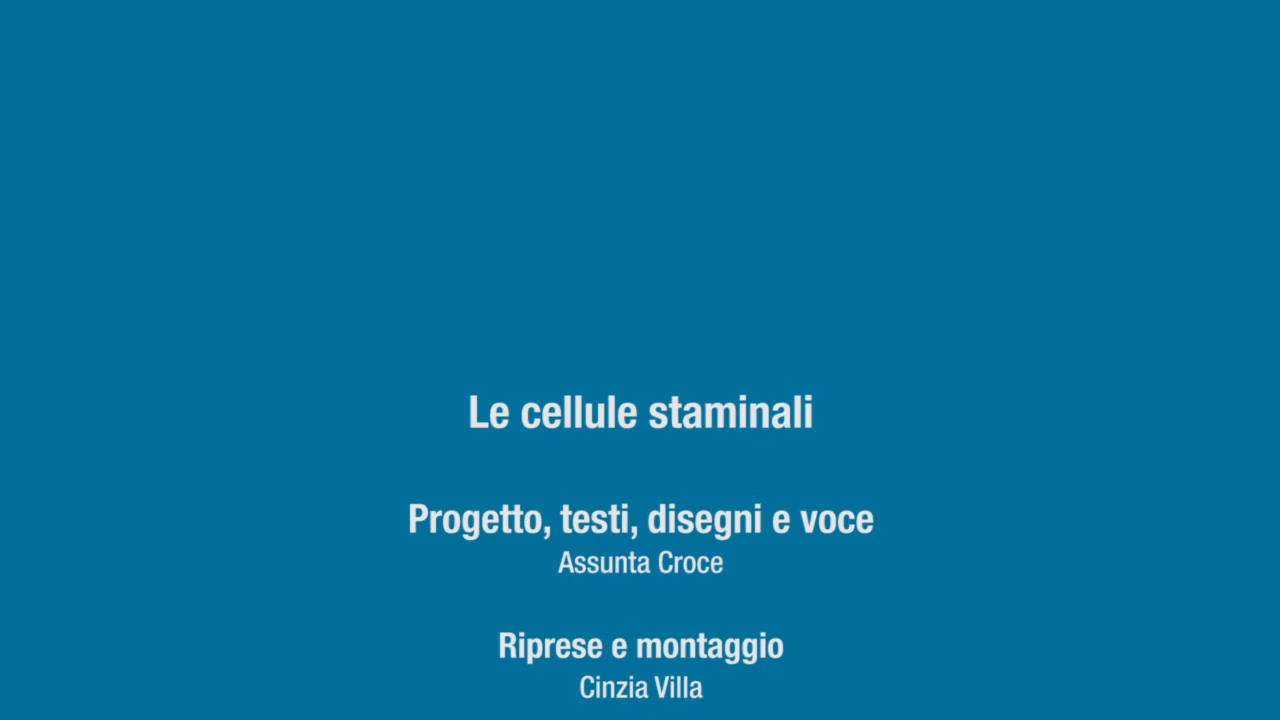 Le cellule staminali
Progetto, testi, disegni e voce
Assunta Croce
Riprese e montaggio
Cinzia Villa